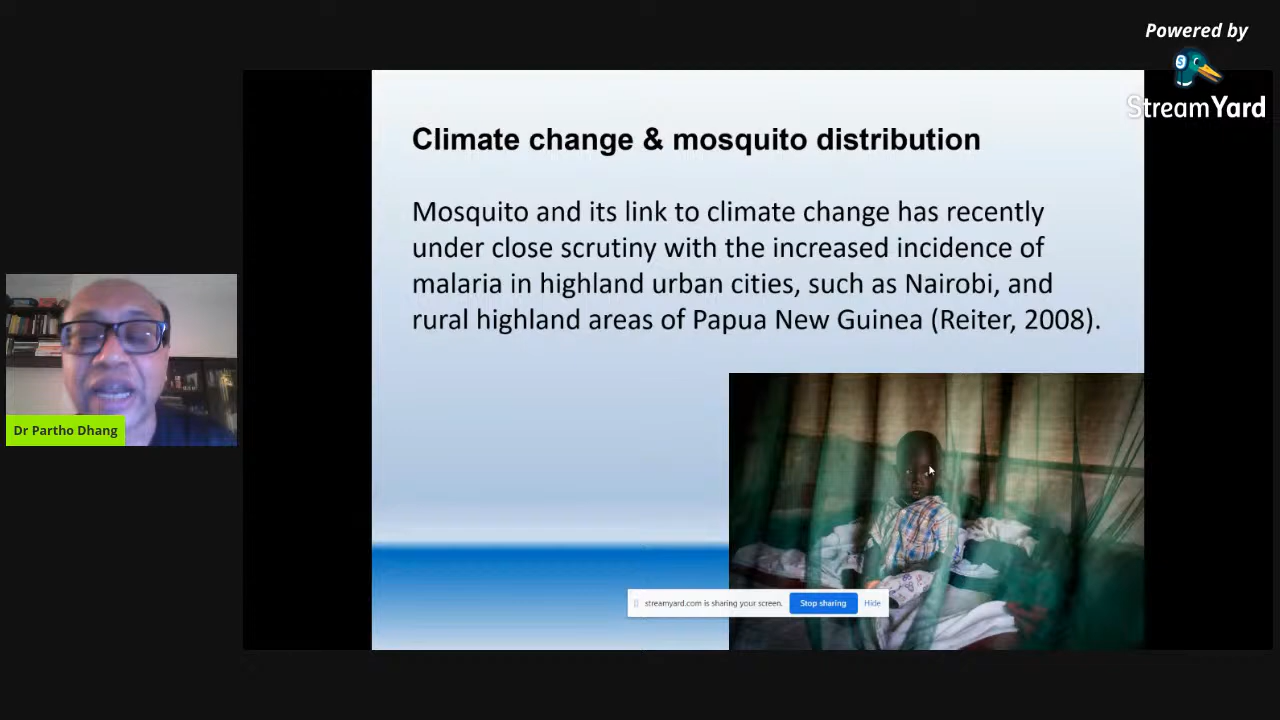 Powered by
StreamYard
Climate change & mosquito distribution
Mosquito and its link to climate change has recently
under close scrutiny with the increased incidence of
malaria in highland urban cities, such as Nairobi, and
rural highland areas of Papua New Guinea (Reiter, 2008).
Dr Partho Dhang
streamyard.com is sharing your screen.
Stop sharing
Hide